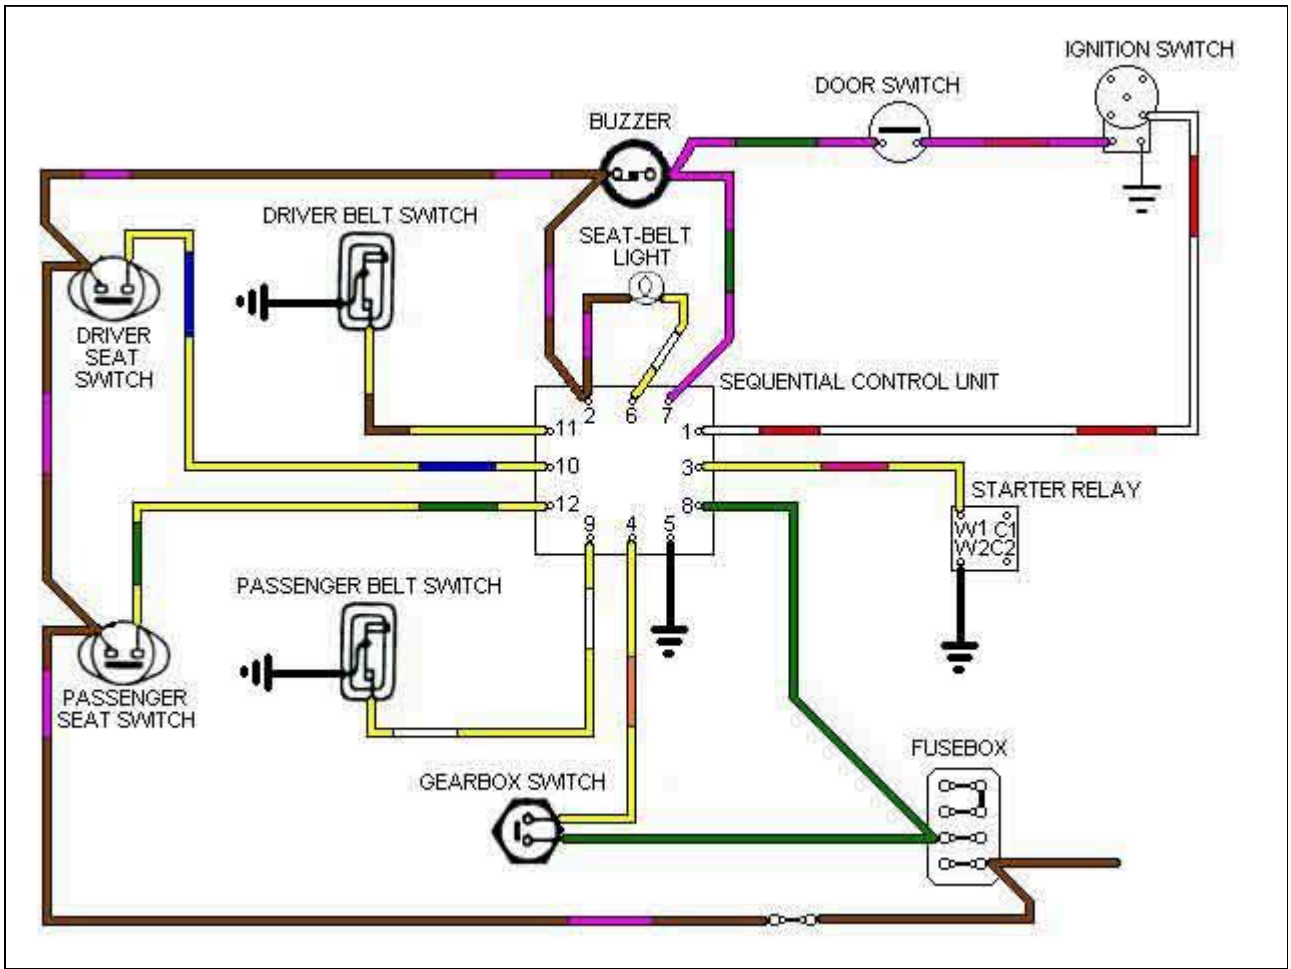 IGNITION SWITCH
DOOR SWITCH
BUZZER
DRIVER BELT SWITCH
SEAT-BELT
LIGHT
DRIVER
SEAT
SWITCH
SEQUENTIAL CONTROL UNIT
2 6 7
11 1
10 3
12 8
9 4 5
STARTER RELAY
W1 C1
W2C2
PASSENGER BELT SWITCH
PASSENGER
SEAT SWITCH
FUSEBOX
GEARBOX SWITCH